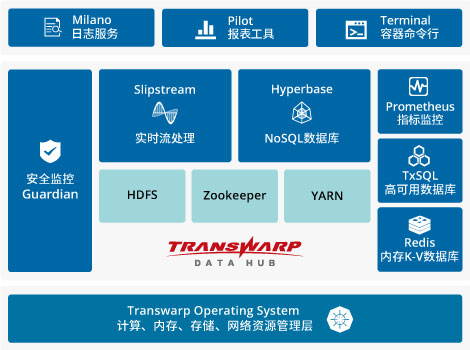 Milano
日志服务
Pilot
报表工具
Terminal
容器命令行
安全监控
Guardian
Slipstream
实时流处理
Hyperbase
NoSQL数据库
HDFS
Zookeeper
YARN
TRANSWARP
DATA HUB
Prometheus
指标监控
TxSQL
高可用数据库
Redis
内存K-V数据库
Transwarp Operating System
计算、内存、存储、网络资源管理层